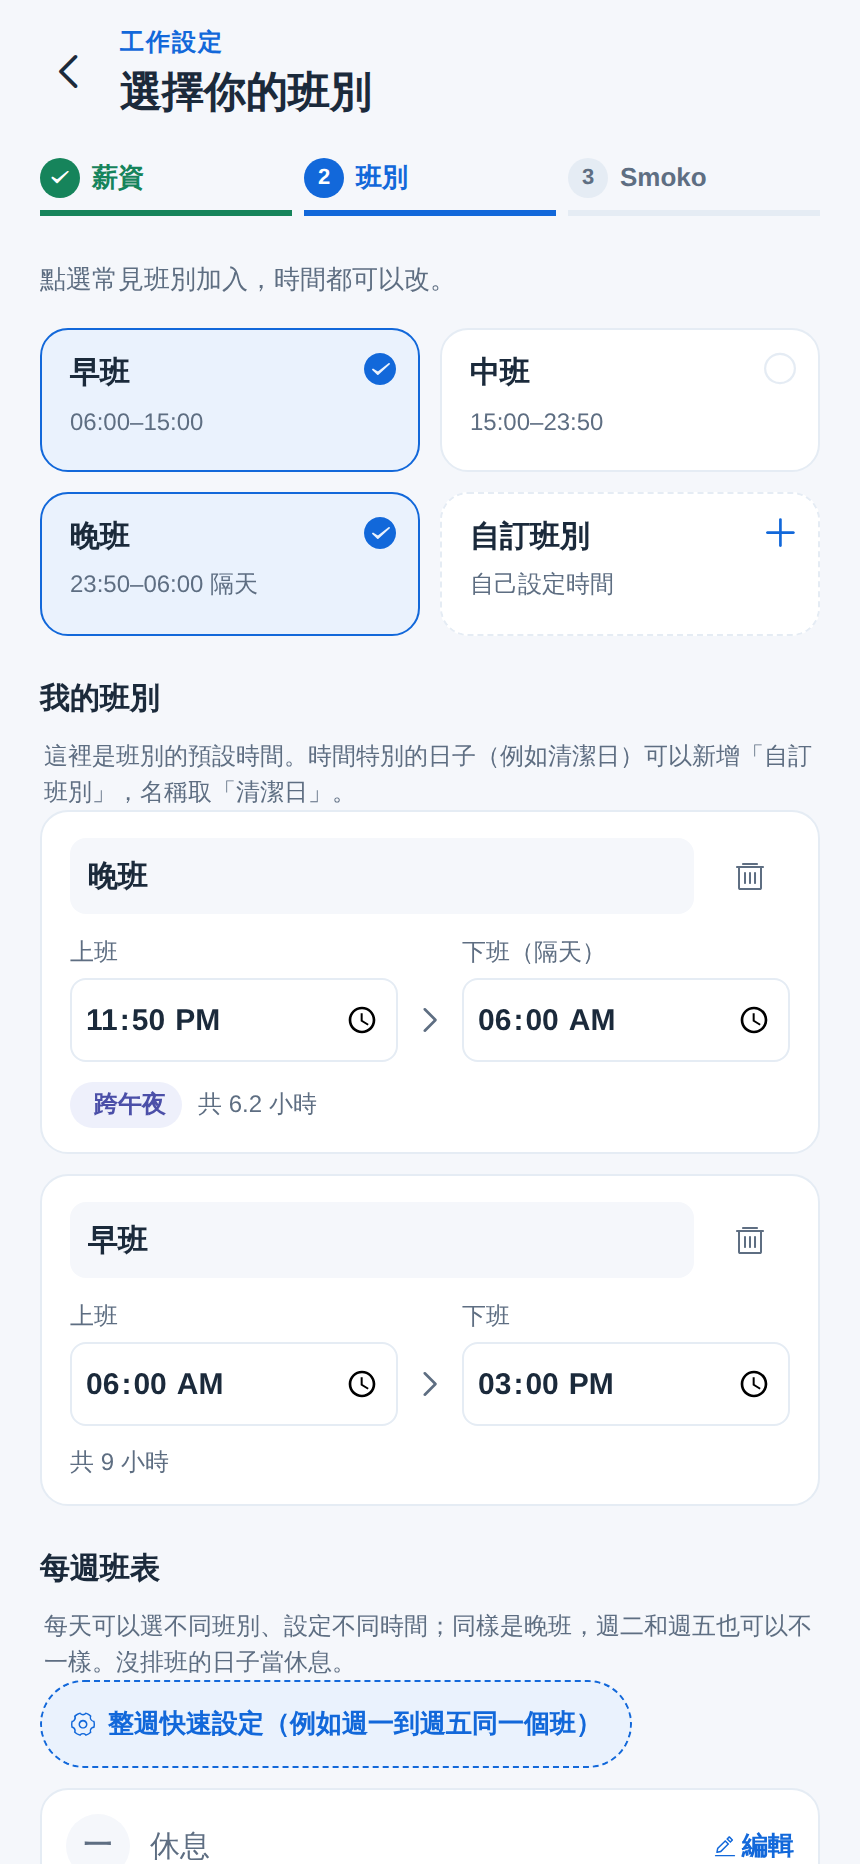 工作設定
選擇你的班別
薪資
2 班別
3 Smoko
點選常見班別加入，時間都可以改。
早班
06:00–15:00
中班
15:00–23:50
晚班
23:50–06:00 隔天
自訂班別
自己設定時間
我的班別
這裡是班別的預設時間。時間特別的日子（例如清潔日）可以新增「自訂
班別」，名稱取「清潔日」。
晚班
上班
下班（隔天）
11:50 PM
06:00 AM
跨午夜 共 6.2 小時
早班
上班
下班
06:00 AM
03:00 PM
共 9 小時
每週班表
每天可以選不同班別、設定不同時間；同樣是晚班，週二和週五也可以不
一樣。沒排班的日子當休息。
整週快速設定（例如週一到週五同一個班）
一 休息 編輯